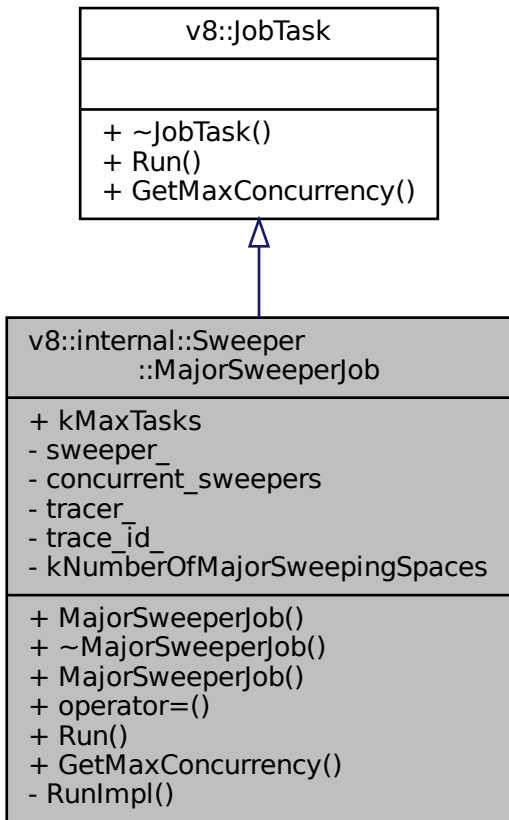 v8::JobTask
+ ~JobTask()
+ Run()
+ GetMaxConcurrency()
v8::internal::Sweeper
::MajorSweeperJob
+ kMaxTasks
- sweeper_
- concurrent_sweepers
- tracer_
- trace_id_
- kNumberOfMajorSweepingSpaces
+ MajorSweeperJob()
+ ~MajorSweeperJob()
+ MajorSweeperJob()
+ operator=()
+ Run()
+ GetMaxConcurrency()
- RunImpl()